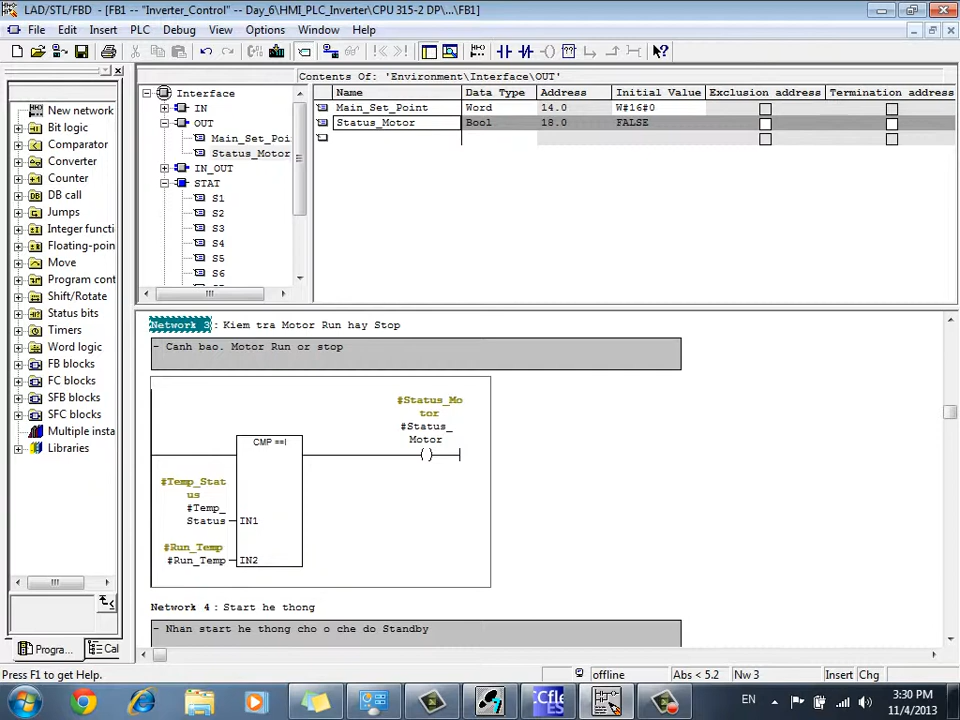 LAD/STL/FBD - [FB1 -- "Inverter_Control" -- Day_6\HMI_PLC_Inverter\CPU 315-2 DP\...\FB1]
File Edit Insert PLC Debug View Options Window Help
Contents Of: 'Environment\Interface\OUT'
Interface
IN
OUT
Main_Set_Poi
Status_Motor
IN_OUT
STAT
S1
S2
S3
S4
S5
S6
Name Data Type Address Initial Value Exclusion address Termination address
Main_Set_Point Word 14.0 W#16#0
Status_Motor Bool 18.0 FALSE
New network
Bit logic
Comparator
Converter
Counter
DB call
Jumps
Integer functi
Floating-poin
Move
Program cont
Shift/Rotate
Status bits
Timers
Word logic
FB blocks
FC blocks
SFB blocks
SFC blocks
Multiple insta
Libraries
Progra...
Cal
Network 3: Kiem tra Motor Run hay Stop
- Canh bao. Motor Run or stop
#Status_Mo
tor
#Status_
Motor
CMP ==I
#Temp_Stat
us
#Temp_
Status
IN1
#Run_Temp
#Run_Temp
IN2
Network 4: Start he thong
- Nhan start he thong cho o che do Standby
Press F1 to get Help.
offline
Abs < 5.2
Nw 3
Insert
Chg
EN
3:30 PM
11/4/2013